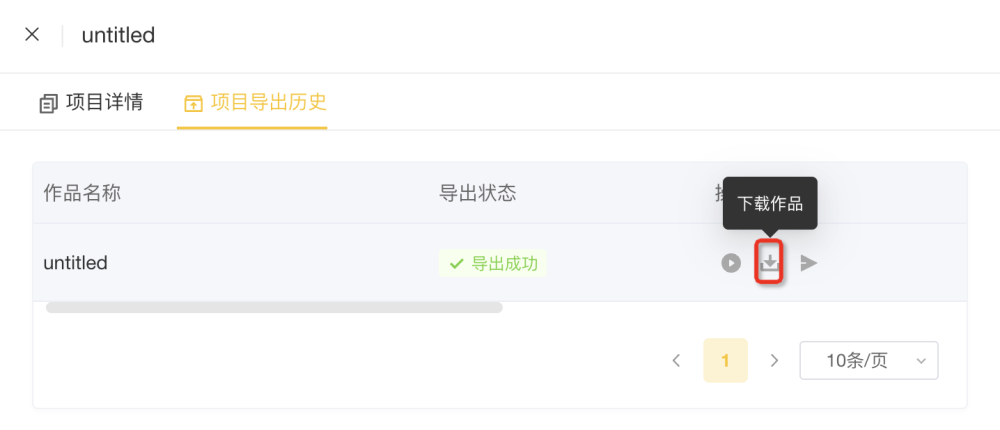 untitled
项目详情
项目导出历史
作品名称
导出状态
下载作品
untitled
导出成功
1
10条/页